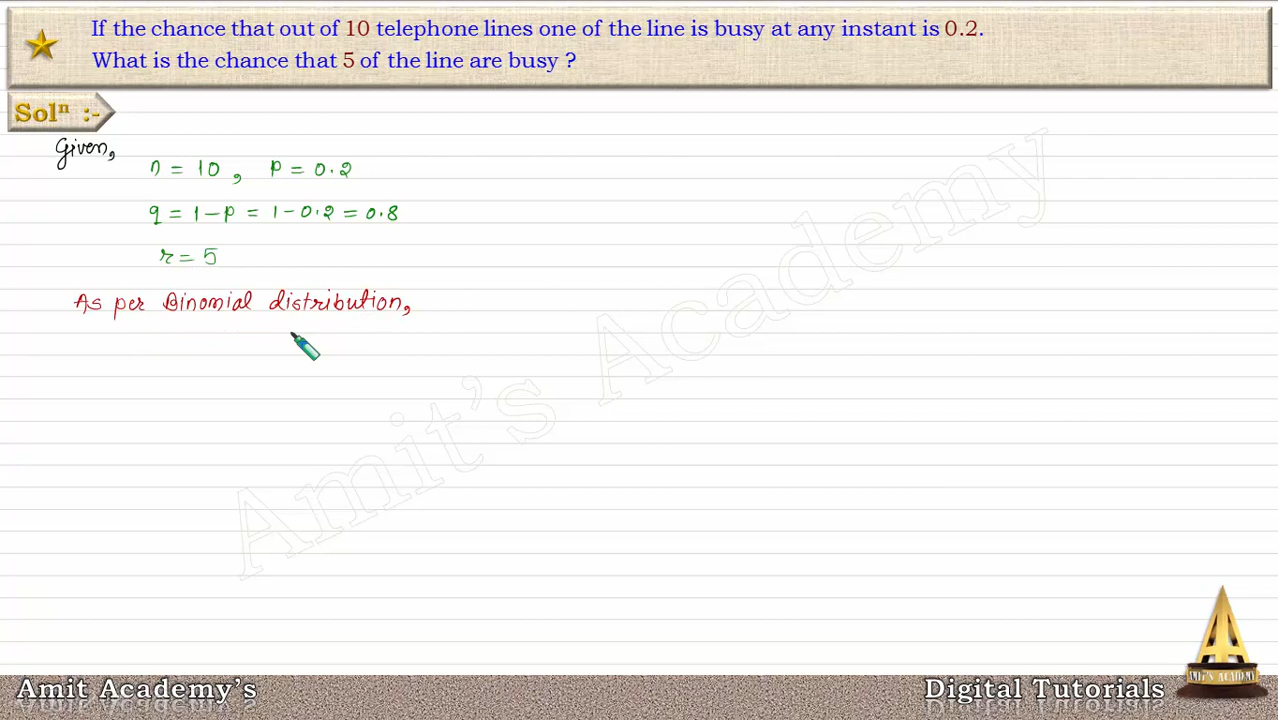 If the chance that out of 10 telephone lines one of the line is busy at any instant is 0.2.
What is the chance that 5 of the line are busy ?
Solⁿ :-
Given,
n = 10 , p = 0.2
q = 1 - p = 1 - 0.2 = 0.8
r = 5
As per Binomial distribution,
Amit's Academy
AMIT'S ACADEMY
Amit Academy's
Digital Tutorials